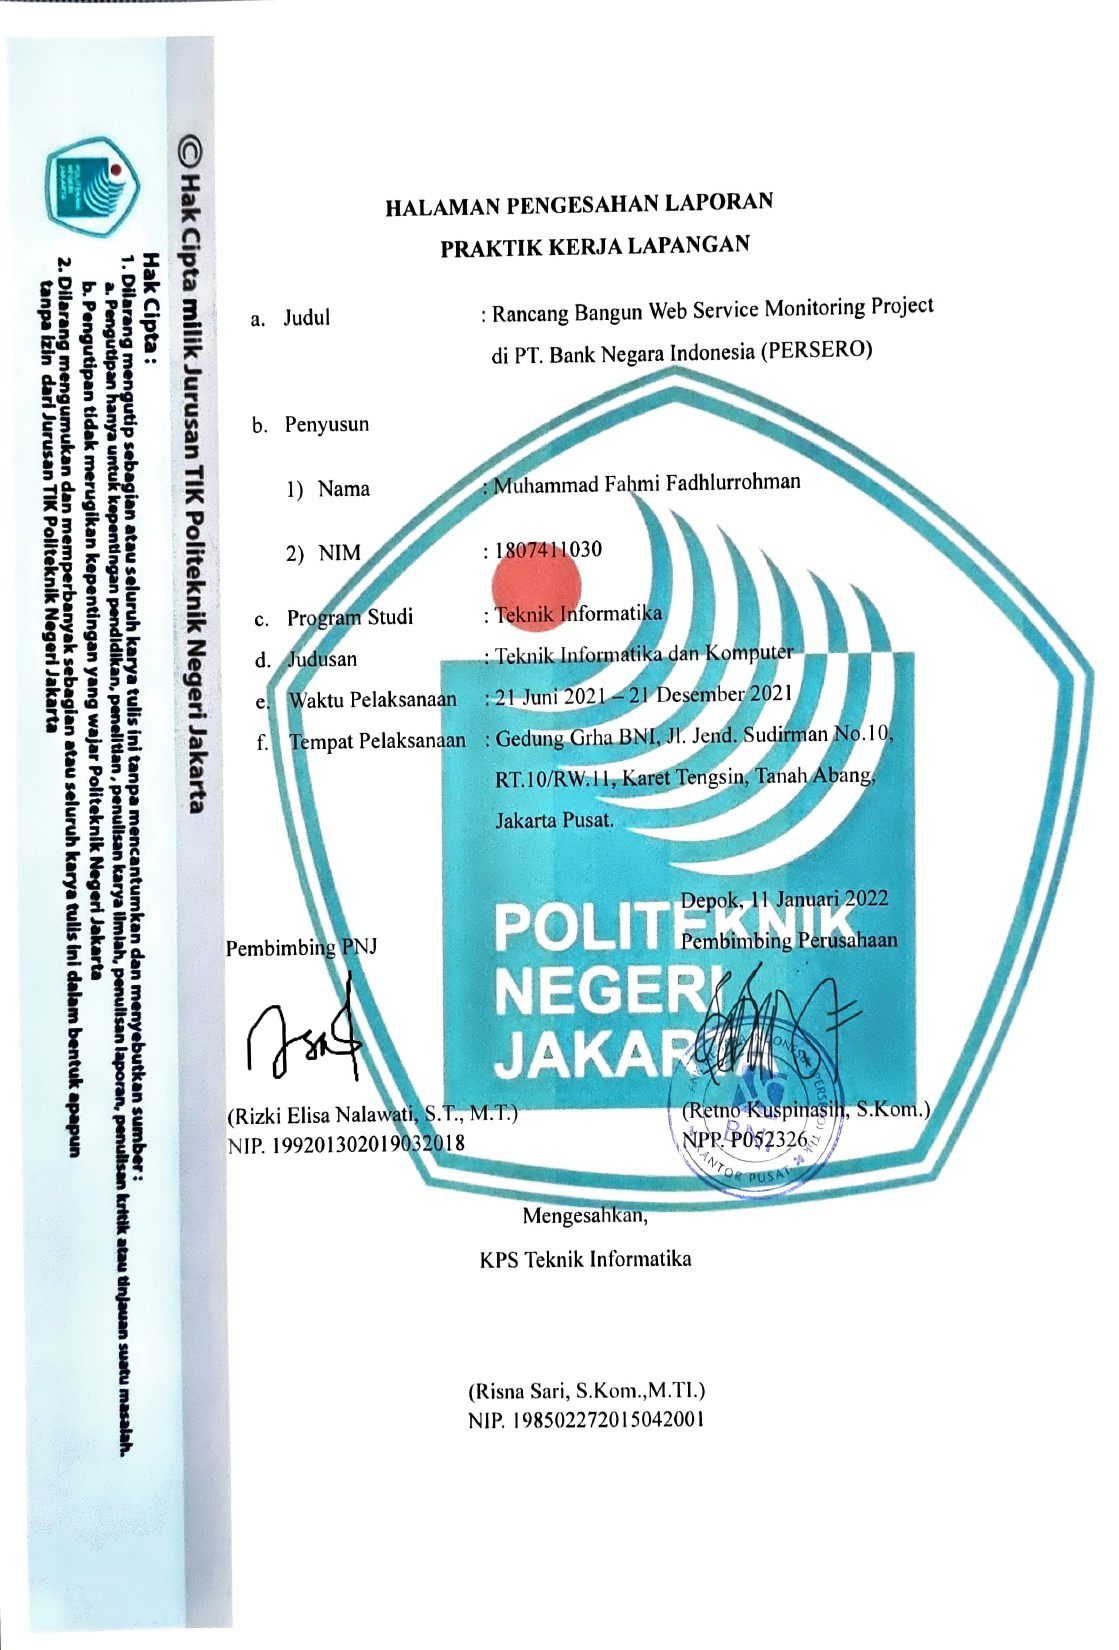 © Hak Cipta milik Jurusan TIK Politeknik Negeri Jakarta
Hak Cipta :
1. Dilarang mengutip sebagian atau seluruh karya tulis ini tanpa mencantumkan dan menyebutkan sumber :
a. Pengutipan hanya untuk kepentingan pendidikan, penelitian , penulisan karya ilmiah, penulisan laporan, penulisan kritik atau tinjauan suatu masalah.
b. Pengutipan tidak merugikan kepentingan yang wajar Politeknik Negeri Jakarta
2. Dilarang mengumukan dan memperbanyak sebagian atau seluruh karya tulis ini dalam bentuk apapun
tanpa izin dari Jurusan TIK Politeknik Negeri Jakarta
POLITEKNIK
NEGERI
JAKARTA
HALAMAN PENGESAHAN LAPORAN
PRAKTIK KERJA LAPANGAN
a. Judul : Rancang Bangun Web Service Monitoring Project
di PT. Bank Negara Indonesia (PERSERO)
b. Penyusun
1) Nama : Muhammad Fahmi Fadhlurrohman
2) NIM : 1807411030
c. Program Studi : Teknik Informatika
d. Judusan : Teknik Informatika dan Komputer
e. Waktu Pelaksanaan : 21 Juni 2021 – 21 Desember 2021
f. Tempat Pelaksanaan : Gedung Grha BNI, Jl. Jend. Sudirman No.10,
RT.10/RW.11, Karet Tengsin, Tanah Abang,
Jakarta Pusat.
POLITEKNIK
NEGERI
JAKAR
Depok, 11 Januari 2022
Pembimbing PNJ Pembimbing Perusahaan
(Rizki Elisa Nalawati, S.T., M.T.) (Retno Kuspinasih, S.Kom.)
NIP. 199201302019032018 NPP. P052326
BNI
KANTOR PUSAT
Mengesahkan,
KPS Teknik Informatika
(Risna Sari, S.Kom.,M.TI.)
NIP. 198502272015042001